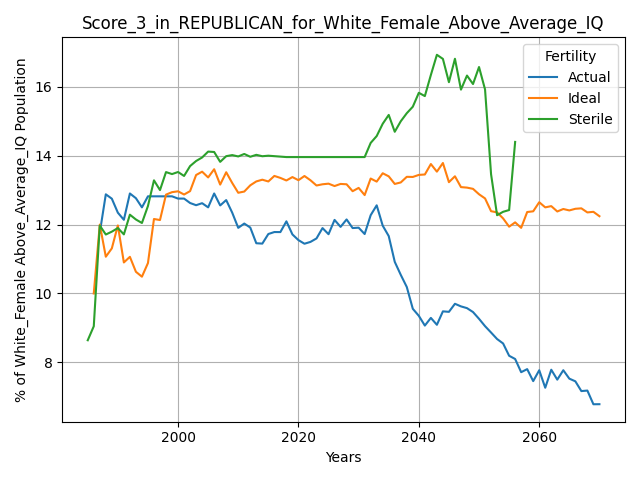 Score_3_in_REPUBLICAN_for_White_Female_Above_Average_IQ
% of White_Female Above_Average_IQ Population
16
14
12
10
8
2000
2020
2040
2060
Years
Fertility
Actual
Ideal
Sterile